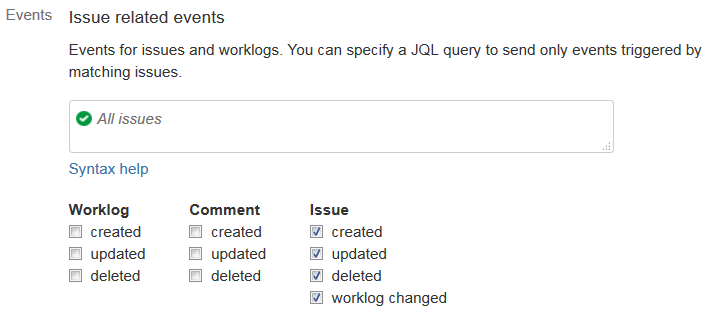 Events Issue related events
Events for issues and worklogs. You can specify a JQL query to send only events triggered by
matching issues.
All issues
Syntax help
Worklog Comment Issue
created created created
updated updated updated
deleted deleted deleted
worklog changed